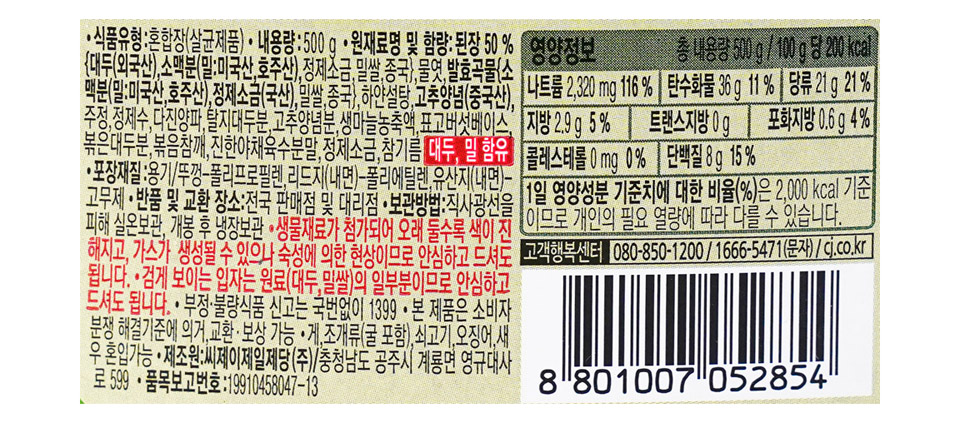 •식품유형:혼합장(살균제품) •내용량:500 g •원재료명 및 함량:된장 50 %
{대두(외국산),소맥분(밀:미국산,호주산),정제소금,밀쌀,종국},물엿,발효곡물{소
맥분(밀:미국산,호주산),정제소금(국산),밀쌀,종국},하얀설탕,고추양념(중국산),
주정,정제수,다진양파,탈지대두분,고추양념분,생마늘농축액,표고버섯베이스,
볶은대두분,볶음참깨,진한야채육수분말,정제소금,참기름 대두, 밀 함유
•포장재질:용기/뚜껑-폴리프로필렌, 리드지(내면)-폴리에틸렌, 유산지(내면)-
고무제 •반품 및 교환 장소:전국 판매점 및 대리점 •보관방법:직사광선을
피해 실온보관, 개봉 후 냉장보관 •생물재료가 첨가되어 오래 둘수록 색이 진
해지고, 가스가 생성될 수 있으나 숙성에 의한 현상이므로 안심하고 드셔도
됩니다. •검게 보이는 입자는 원료(대두,밀쌀)의 일부분이므로 안심하고
드셔도 됩니다. •부정·불량식품 신고는 국번없이 1399 •본 제품은 소비자
분쟁 해결기준에 의거, 교환·보상 가능 •게, 조개류(굴 포함), 쇠고기, 오징어, 새
우 혼입가능 •제조원:씨제이제일제당(주)/충청남도 공주시 계룡면 영규대사
로 599 •품목보고번호:19910458047-13
영양정보 총 내용량 500 g / 100 g 당 200 kcal
나트륨 2,320 mg 116 % 탄수화물 36 g 11 % 당류 21 g 21 %
지방 2.9 g 5 % 트랜스지방 0 g 포화지방 0.6 g 4 %
콜레스테롤 0 mg 0 % 단백질 8 g 15 %
1일 영양성분 기준치에 대한 비율(%)은 2,000 kcal 기준
이므로 개인의 필요 열량에 따라 다를 수 있습니다.
고객행복센터 080-850-1200 / 1666-5471(문자) / cj.co.kr
8 801007 052854